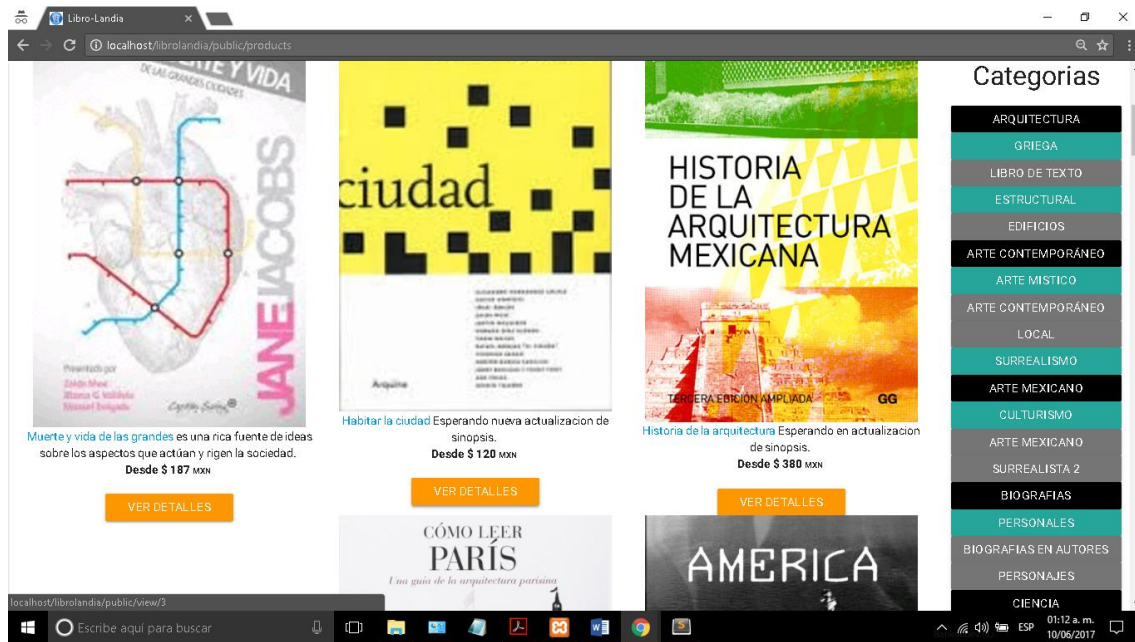 Libro-Landia
localhost/librolandia/public/products
MUERTE Y VIDA
DE LAS GRANDES CIUDADES
JANE JACOBS
Presentado por
Zaida Muxí
Blanca G. Valdivia
Manuel Delgado
Capitán Swing®
Muerte y vida de las grandes es una rica fuente de ideas
sobre los aspectos que actúan y rigen la sociedad.
Desde $ 187 MXN
VER DETALLES
ciudad
Arquine
Habitar la ciudad Esperando nueva actualizacion de
sinopsis.
Desde $ 120 MXN
VER DETALLES
CÓMO LEER
PARÍS
Una guía de la arquitectura parisina
HISTORIA
DE LA
ARQUITECTURA
MEXICANA
TERCERA EDICIÓN AMPLIADA
GG
Historia de la arquitectura Esperando en actualizacion
de sinopsis.
Desde $ 380 MXN
VER DETALLES
AMERICA
Categorias
ARQUITECTURA
GRIEGA
LIBRO DE TEXTO
ESTRUCTURAL
EDIFICIOS
ARTE CONTEMPORÁNEO
ARTE MISTICO
ARTE CONTEMPORÁNEO
LOCAL
SURREALISMO
ARTE MEXICANO
CULTURISMO
ARTE MEXICANO
SURREALISTA 2
BIOGRAFIAS
PERSONALES
BIOGRAFIAS EN AUTORES
PERSONAJES
CIENCIA
localhost/librolandia/public/view/3
Escribe aquí para buscar
ESP
01:12 a. m.
10/06/2017